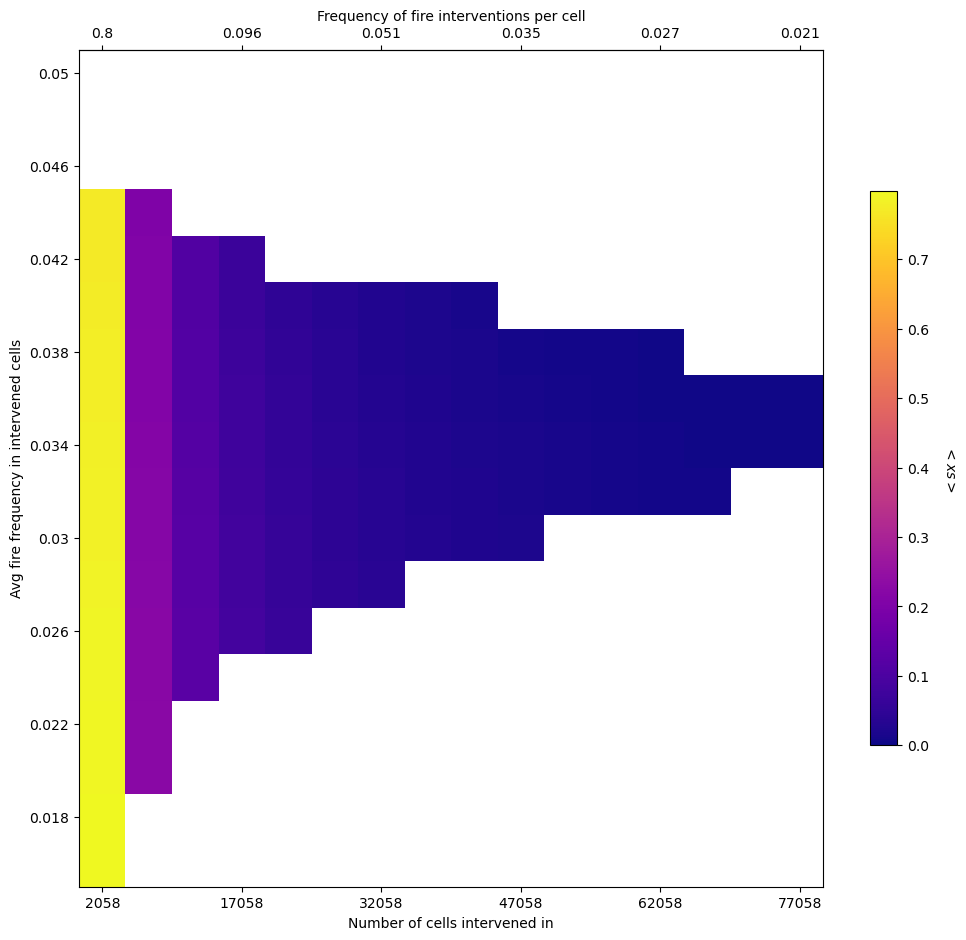 Frequency of fire interventions per cell
0.8 0.096 0.051 0.035 0.027 0.021
0.05
0.046
0.042
0.038
0.034
0.03
0.026
0.022
0.018
Avg fire frequency in intervened cells
2058 17058 32058 47058 62058 77058
Number of cells intervened in
0.7
0.6
0.5
0.4
0.3
0.2
0.1
0.0
< xs >